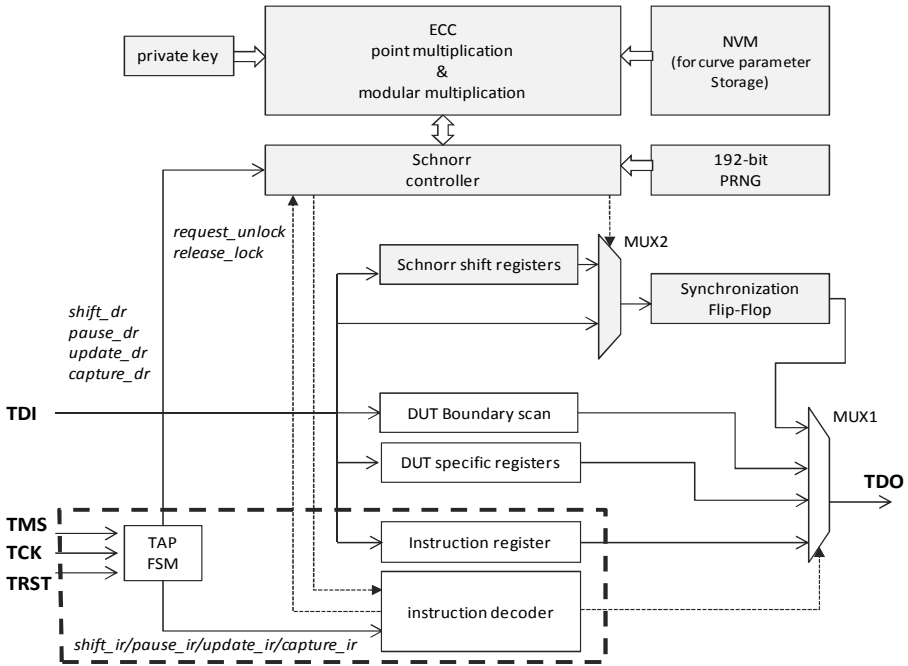 ECC
point multiplication
&
modular multiplication
private key
NVM
(for curve parameter
Storage)
Schnorr
controller
192-bit
PRNG
request_unlock
release_lock
MUX2
Schnorr shift registers
Synchronization
Flip-Flop
shift_dr
pause_dr
update_dr
capture_dr
TDI
DUT Boundary scan
MUX1
DUT specific registers
TDO
TMS
TCK
TRST
TAP
FSM
Instruction register
instruction decoder
shift_ir/pause_ir/update_ir/capture_ir